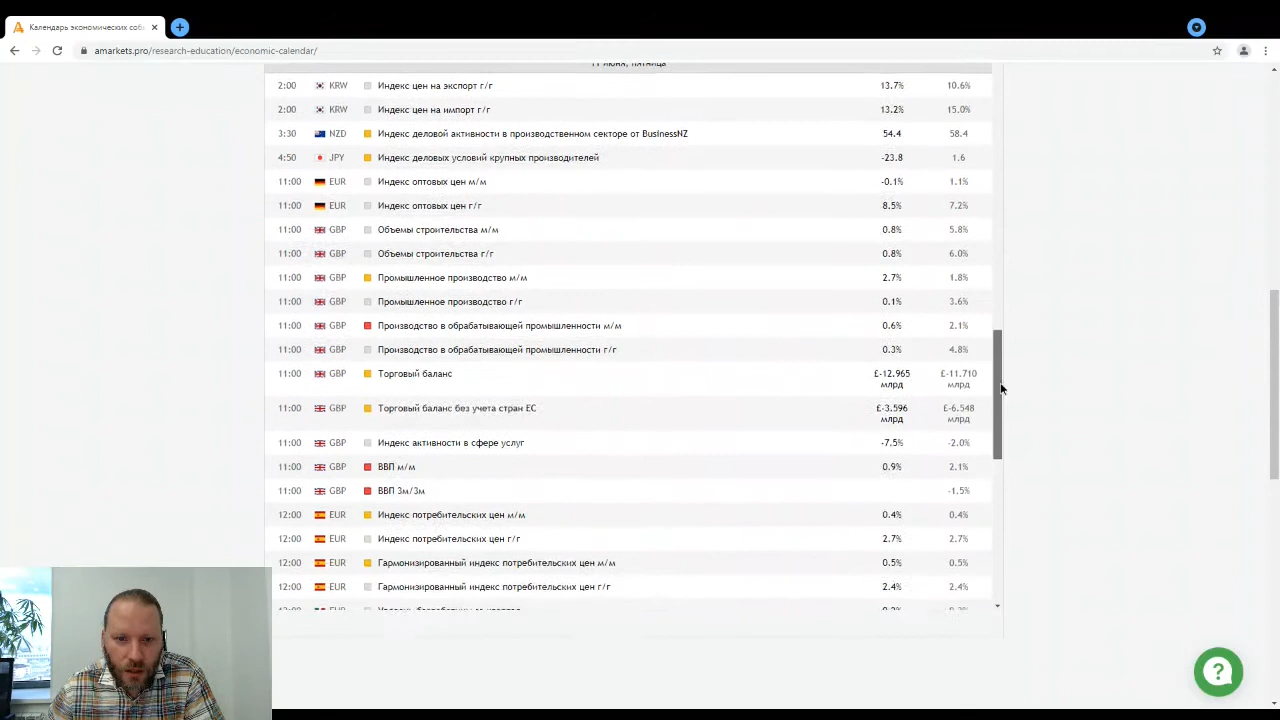 Календарь экономических соб
amarkets.pro/research-education/economic-calendar/
11 июня, пятница
2:00 KRW Индекс цен на экспорт г/г 13.7% 10.6%
2:00 KRW Индекс цен на импорт г/г 13.2% 15.0%
3:30 NZD Индекс деловой активности в производственном секторе от BusinessNZ 54.4 58.4
4:50 JPY Индекс деловых условий крупных производителей -23.8 1.6
11:00 EUR Индекс оптовых цен м/м -0.1% 1.1%
11:00 EUR Индекс оптовых цен г/г 8.5% 7.2%
11:00 GBP Объемы строительства м/м 0.8% 5.8%
11:00 GBP Объемы строительства г/г 0.8% 6.0%
11:00 GBP Промышленное производство м/м 2.7% 1.8%
11:00 GBP Промышленное производство г/г 0.1% 3.6%
11:00 GBP Производство в обрабатывающей промышленности м/м 0.6% 2.1%
11:00 GBP Производство в обрабатывающей промышленности г/г 0.3% 4.8%
11:00 GBP Торговый баланс £-12.965 £-11.710
млрд млрд
11:00 GBP Торговый баланс без учета стран ЕС £-3.596 £-6.548
млрд млрд
11:00 GBP Индекс активности в сфере услуг -7.5% -2.0%
11:00 GBP ВВП м/м 0.9% 2.1%
11:00 GBP ВВП 3м/3м -1.5%
12:00 EUR Индекс потребительских цен м/м 0.4% 0.4%
12:00 EUR Индекс потребительских цен г/г 2.7% 2.7%
12:00 EUR Гармонизированный индекс потребительских цен м/м 0.5% 0.5%
12:00 EUR Гармонизированный индекс потребительских цен г/г 2.4% 2.4%
?